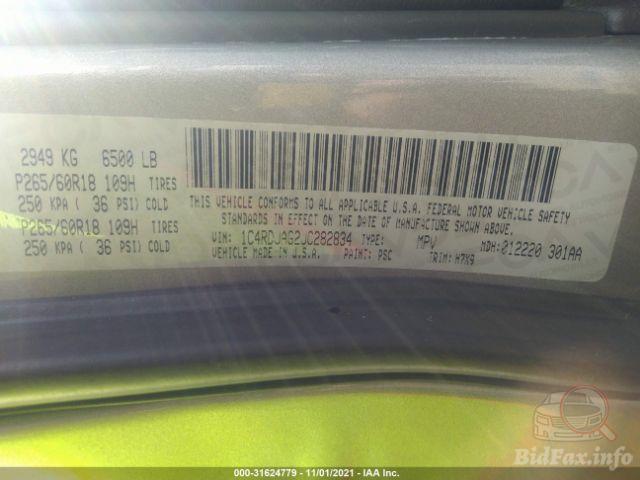 2949 KG 6500 LB
P265/60R18 109H TIRES
250 KPA ( 36 PSI) COLD
P265/60R18 109H TIRES
250 KPA ( 36 PSI) COLD
THIS VEHICLE CONFORMS TO ALL APPLICABLE U.S.A. FEDERAL MOTOR VEHICLE SAFETY
STANDARDS IN EFFECT ON THE DATE OF MANUFACTURE SHOWN ABOVE.
VIN: 1C4RDJAG2JC282834 TYPE: MPV MDH:012220 301AA
VEHICLE MADE IN U.S.A. PAINT: PSC TRIM: H7X9
000-31624779 - 11/01/2021 - IAA Inc.
BidFax.info